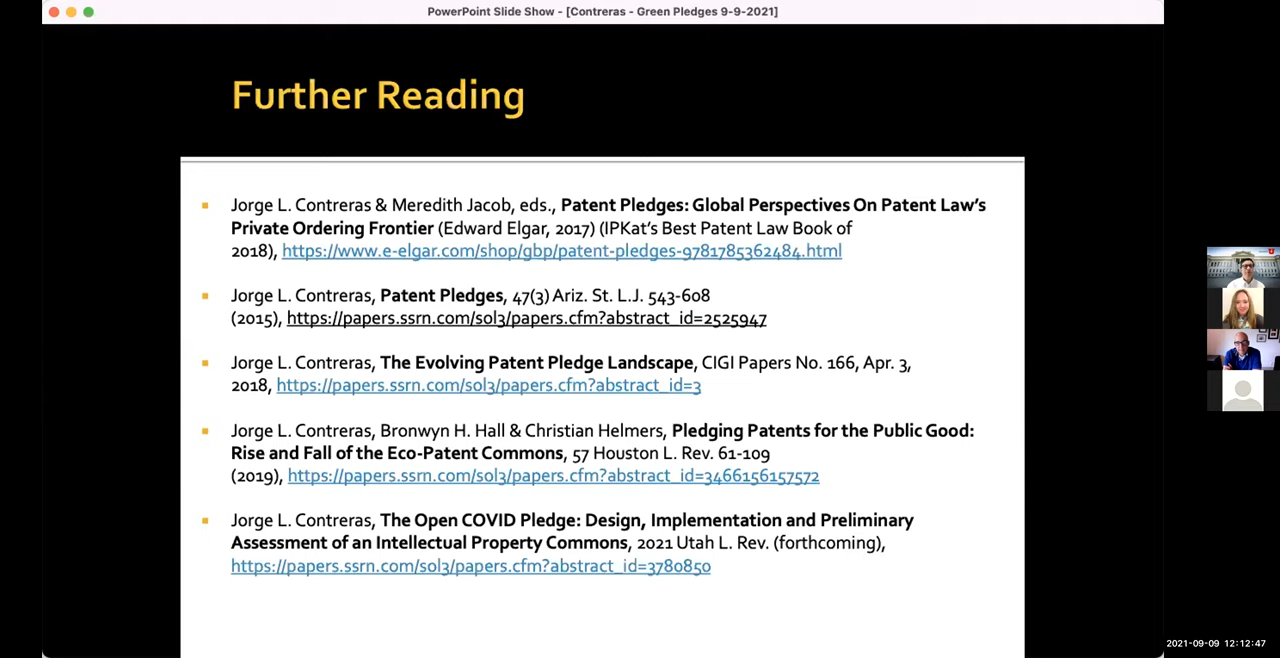 PowerPoint Slide Show - [Contreras - Green Pledges 9-9-2021]
Further Reading
Jorge L. Contreras & Meredith Jacob, eds., Patent Pledges: Global Perspectives On Patent Law’s
Private Ordering Frontier (Edward Elgar, 2017) (IPKat’s Best Patent Law Book of
2018), https://www.e-elgar.com/shop/gbp/patent-pledges-9781785362484.html
Jorge L. Contreras, Patent Pledges, 47(3) Ariz. St. L.J. 543-608
(2015), https://papers.ssrn.com/sol3/papers.cfm?abstract_id=2525947
Jorge L. Contreras, The Evolving Patent Pledge Landscape, CIGI Papers No. 166, Apr. 3,
2018, https://papers.ssrn.com/sol3/papers.cfm?abstract_id=3
Jorge L. Contreras, Bronwyn H. Hall & Christian Helmers, Pledging Patents for the Public Good:
Rise and Fall of the Eco-Patent Commons, 57 Houston L. Rev. 61-109
(2019), https://papers.ssrn.com/sol3/papers.cfm?abstract_id=3466156157572
Jorge L. Contreras, The Open COVID Pledge: Design, Implementation and Preliminary
Assessment of an Intellectual Property Commons, 2021 Utah L. Rev. (forthcoming),
https://papers.ssrn.com/sol3/papers.cfm?abstract_id=3780850
2021-09-09 12:12:47